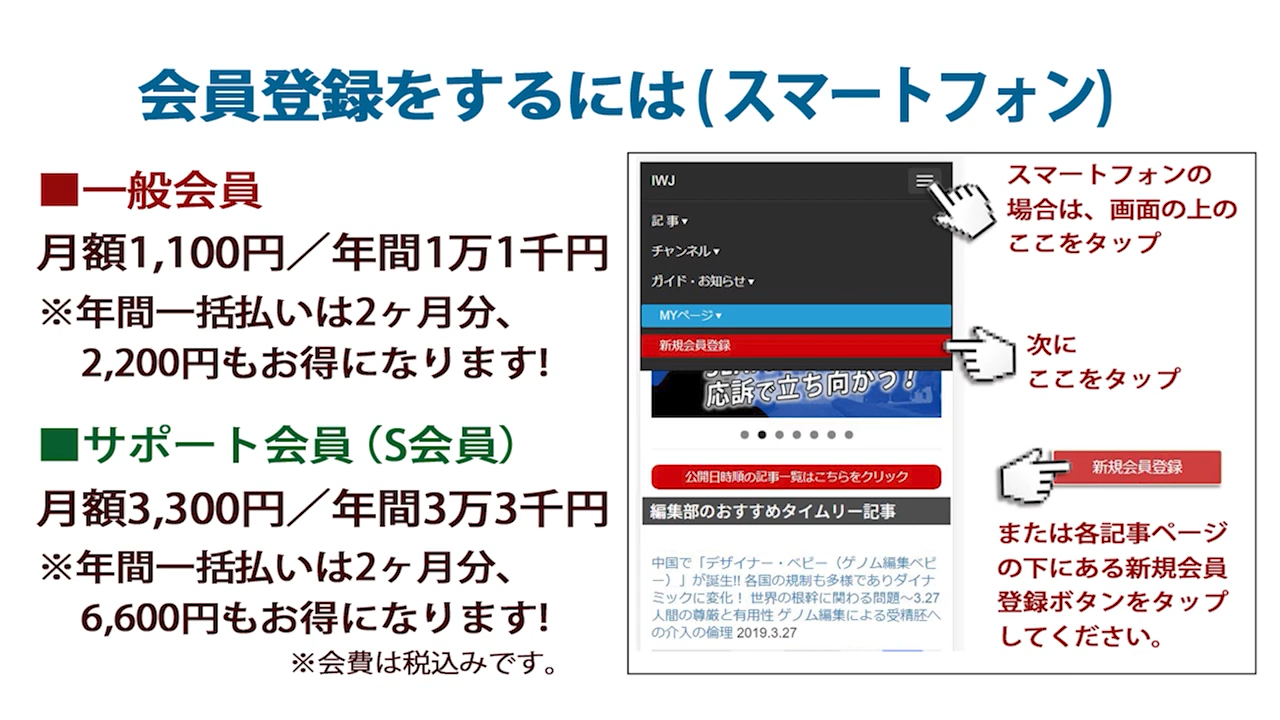 会員登録をするには(スマートフォン)
■一般会員
月額1,100円／年間1万1千円
※年間一括払いは2ヶ月分、
2,200円もお得になります!
■サポート会員（S会員）
月額3,300円／年間3万3千円
※年間一括払いは2ヶ月分、
6,600円もお得になります!
※会費は税込みです。
IWJ
記事▼
チャンネル▼
ガイド・お知らせ▼
MYページ▼
新規会員登録
応訴で立ち向かう！
公開日時順の記事一覧はこちらをクリック
編集部のおすすめタイムリー記事
中国で「デザイナー・ベビー（ゲノム編集ベビ
ー）」が誕生!! 各国の規制も多様でありダイナ
ミックに変化！ 世界の根幹に関わる問題～3.27
人間の尊厳と有用性 ゲノム編集による受精胚へ
の介入の倫理 2019.3.27
スマートフォンの
場合は、画面の上の
ここをタップ
次に
ここをタップ
新規会員登録
または各記事ページ
の下にある新規会員
登録ボタンをタップ
してください。